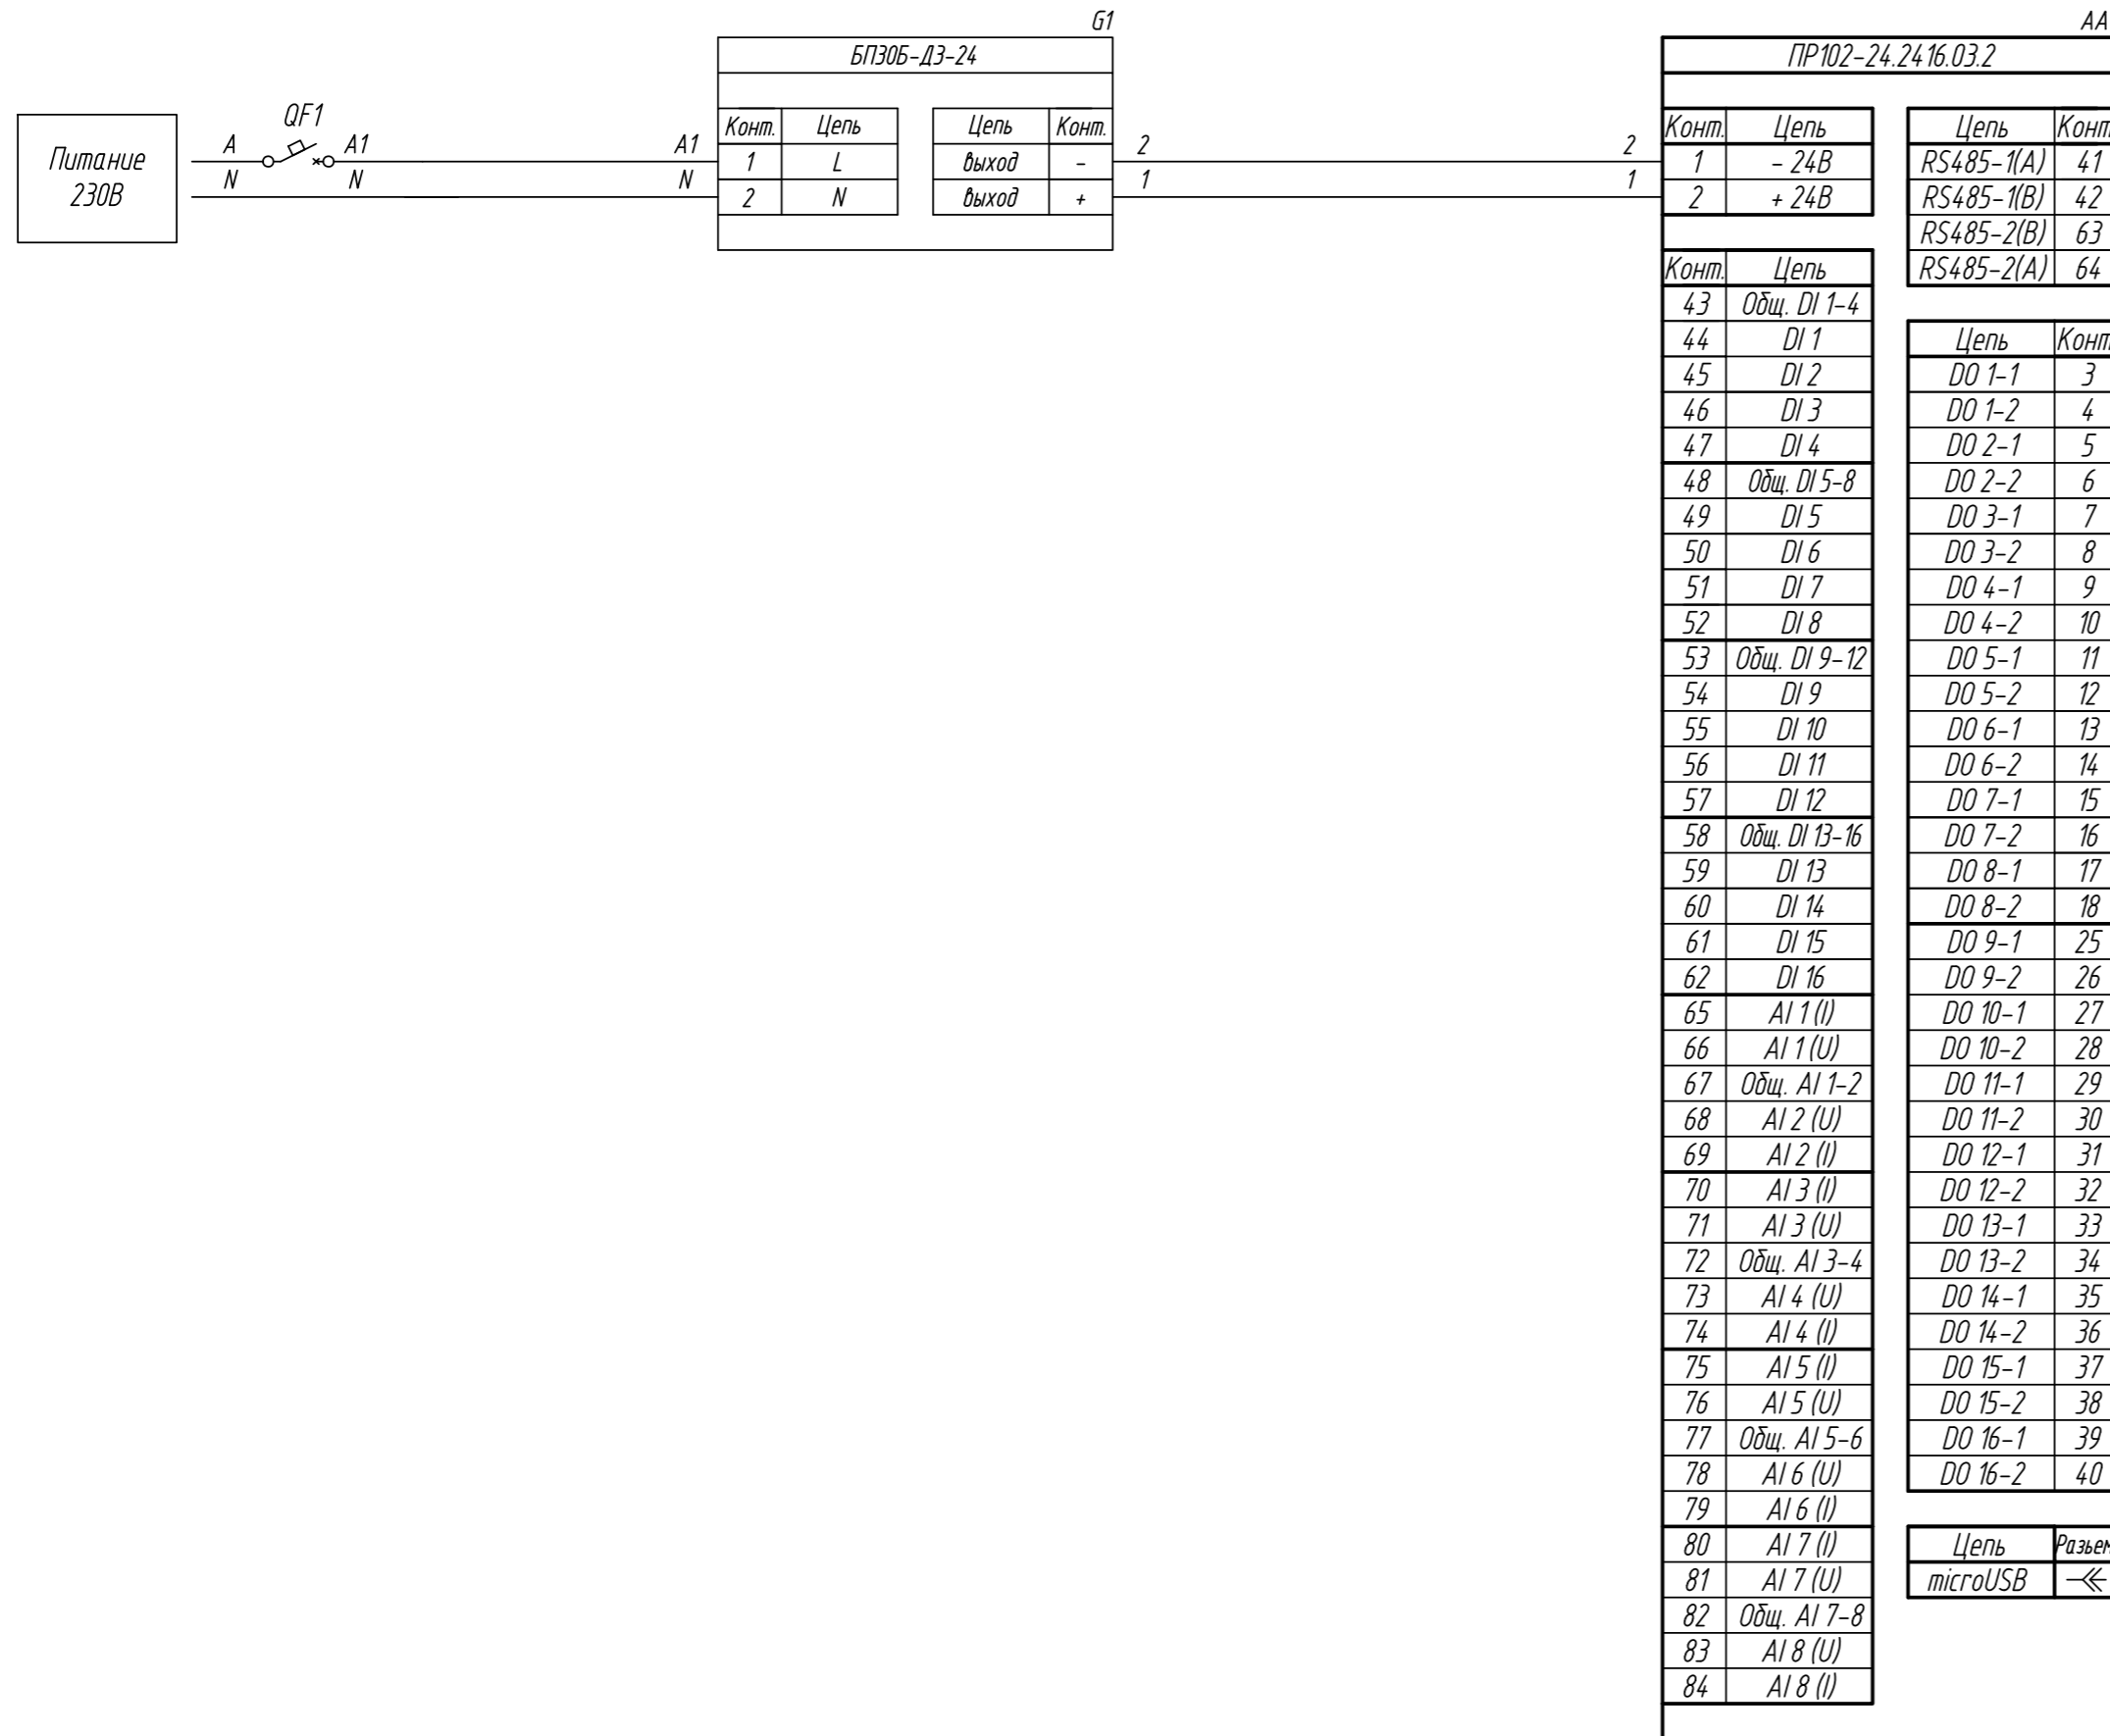 G1
БП30Б-Д3-24
Конт. Цепь
1 L
2 N
Цепь Конт.
выход -
выход +
Питание
230В
QF1
A A1 A1
N N N
2 2
1 1
AA
ПР102-24.2416.03.2
Конт. Цепь
1 - 24В
2 + 24В
Конт. Цепь
43 Общ. DI 1-4
44 DI 1
45 DI 2
46 DI 3
47 DI 4
48 Общ. DI 5-8
49 DI 5
50 DI 6
51 DI 7
52 DI 8
53 Общ. DI 9-12
54 DI 9
55 DI 10
56 DI 11
57 DI 12
58 Общ. DI 13-16
59 DI 13
60 DI 14
61 DI 15
62 DI 16
65 AI 1 (I)
66 AI 1 (U)
67 Общ. AI 1-2
68 AI 2 (U)
69 AI 2 (I)
70 AI 3 (I)
71 AI 3 (U)
72 Общ. AI 3-4
73 AI 4 (U)
74 AI 4 (I)
75 AI 5 (I)
76 AI 5 (U)
77 Общ. AI 5-6
78 AI 6 (U)
79 AI 6 (I)
80 AI 7 (I)
81 AI 7 (U)
82 Общ. AI 7-8
83 AI 8 (U)
84 AI 8 (I)
Цепь Конт
RS485-1(A) 41
RS485-1(B) 42
RS485-2(B) 63
RS485-2(A) 64
Цепь Конт
DO 1-1 3
DO 1-2 4
DO 2-1 5
DO 2-2 6
DO 3-1 7
DO 3-2 8
DO 4-1 9
DO 4-2 10
DO 5-1 11
DO 5-2 12
DO 6-1 13
DO 6-2 14
DO 7-1 15
DO 7-2 16
DO 8-1 17
DO 8-2 18
DO 9-1 25
DO 9-2 26
DO 10-1 27
DO 10-2 28
DO 11-1 29
DO 11-2 30
DO 12-1 31
DO 12-2 32
DO 13-1 33
DO 13-2 34
DO 14-1 35
DO 14-2 36
DO 15-1 37
DO 15-2 38
DO 16-1 39
DO 16-2 40
Цепь Разьем
microUSB